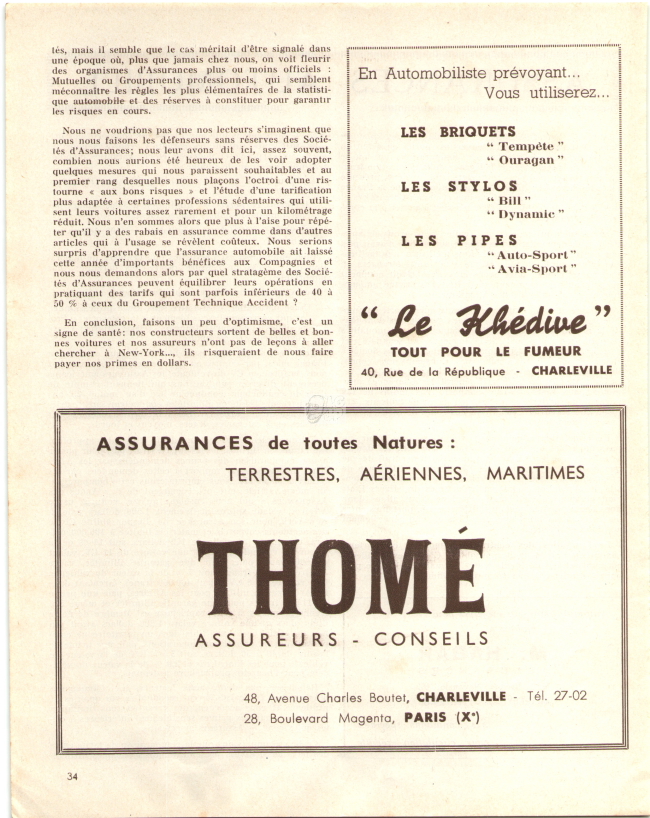 tés, mais il semble que le cas méritait d'être signalé dans
une époque où, plus que jamais chez nous, on voit fleurir
des organismes d'Assurances plus ou moins officiels :
Mutuelles ou Groupements professionnels, qui semblent
méconnaître les règles les plus élémentaires de la statisti-
que automobile et des réserves à constituer pour garantir
les risques en cours.
Nous ne voudrions pas que nos lecteurs s'imaginent que
nous nous faisons les défenseurs sans réserves des Socié-
tés d'Assurances; nous leur avons dit ici, assez souvent,
combien nous aurions été heureux de les voir adopter
quelques mesures qui nous paraissent souhaitables et au
premier rang desquelles nous plaçons l'octroi d'une ris-
tourne « aux bons risques » et l'étude d'une tarification
plus adaptée à certaines professions sédentaires qui utili-
sent leurs voitures assez rarement et pour un kilométrage
réduit. Nous n'en sommes alors que plus à l'aise pour répé-
ter qu'il y a des rabais en assurance comme dans d'autres
articles qui à l'usage se révèlent coûteux. Nous serions
surpris d'apprendre que l'assurance automobile ait laissé
cette année d'importants bénéfices aux Compagnies et
nous nous demandons alors par quel stratagème des Socié-
tés d'Assurances peuvent équilibrer leurs opérations en
pratiquant des tarifs qui sont parfois inférieurs de 40 à
50 % à ceux du Groupement Technique Accident ?
En conclusion, faisons un peu d'optimisme, c'est un
signe de santé: nos constructeurs sortent de belles et bon-
nes voitures et nos assureurs n'ont pas de leçons à aller
chercher à New-York..., ils risqueraient de nous faire
payer nos primes en dollars.
En Automobiliste prévoyant...
Vous utiliserez...
LES BRIQUETS
“ Tempête ”
“ Ouragan ”
LES STYLOS
“ Bill ”
“ Dynamic ”
LES PIPES
“ Auto-Sport ”
“ Avia-Sport ”
“ Le Khédive ”
TOUT POUR LE FUMEUR
40, Rue de la République - CHARLEVILLE
ASSURANCES de toutes Natures :
TERRESTRES, AÉRIENNES, MARITIMES
THOMÉ
ASSUREURS - CONSEILS
48, Avenue Charles Boutet, CHARLEVILLE - Tél. 27-02
28, Boulevard Magenta, PARIS (Xᵉ)
34